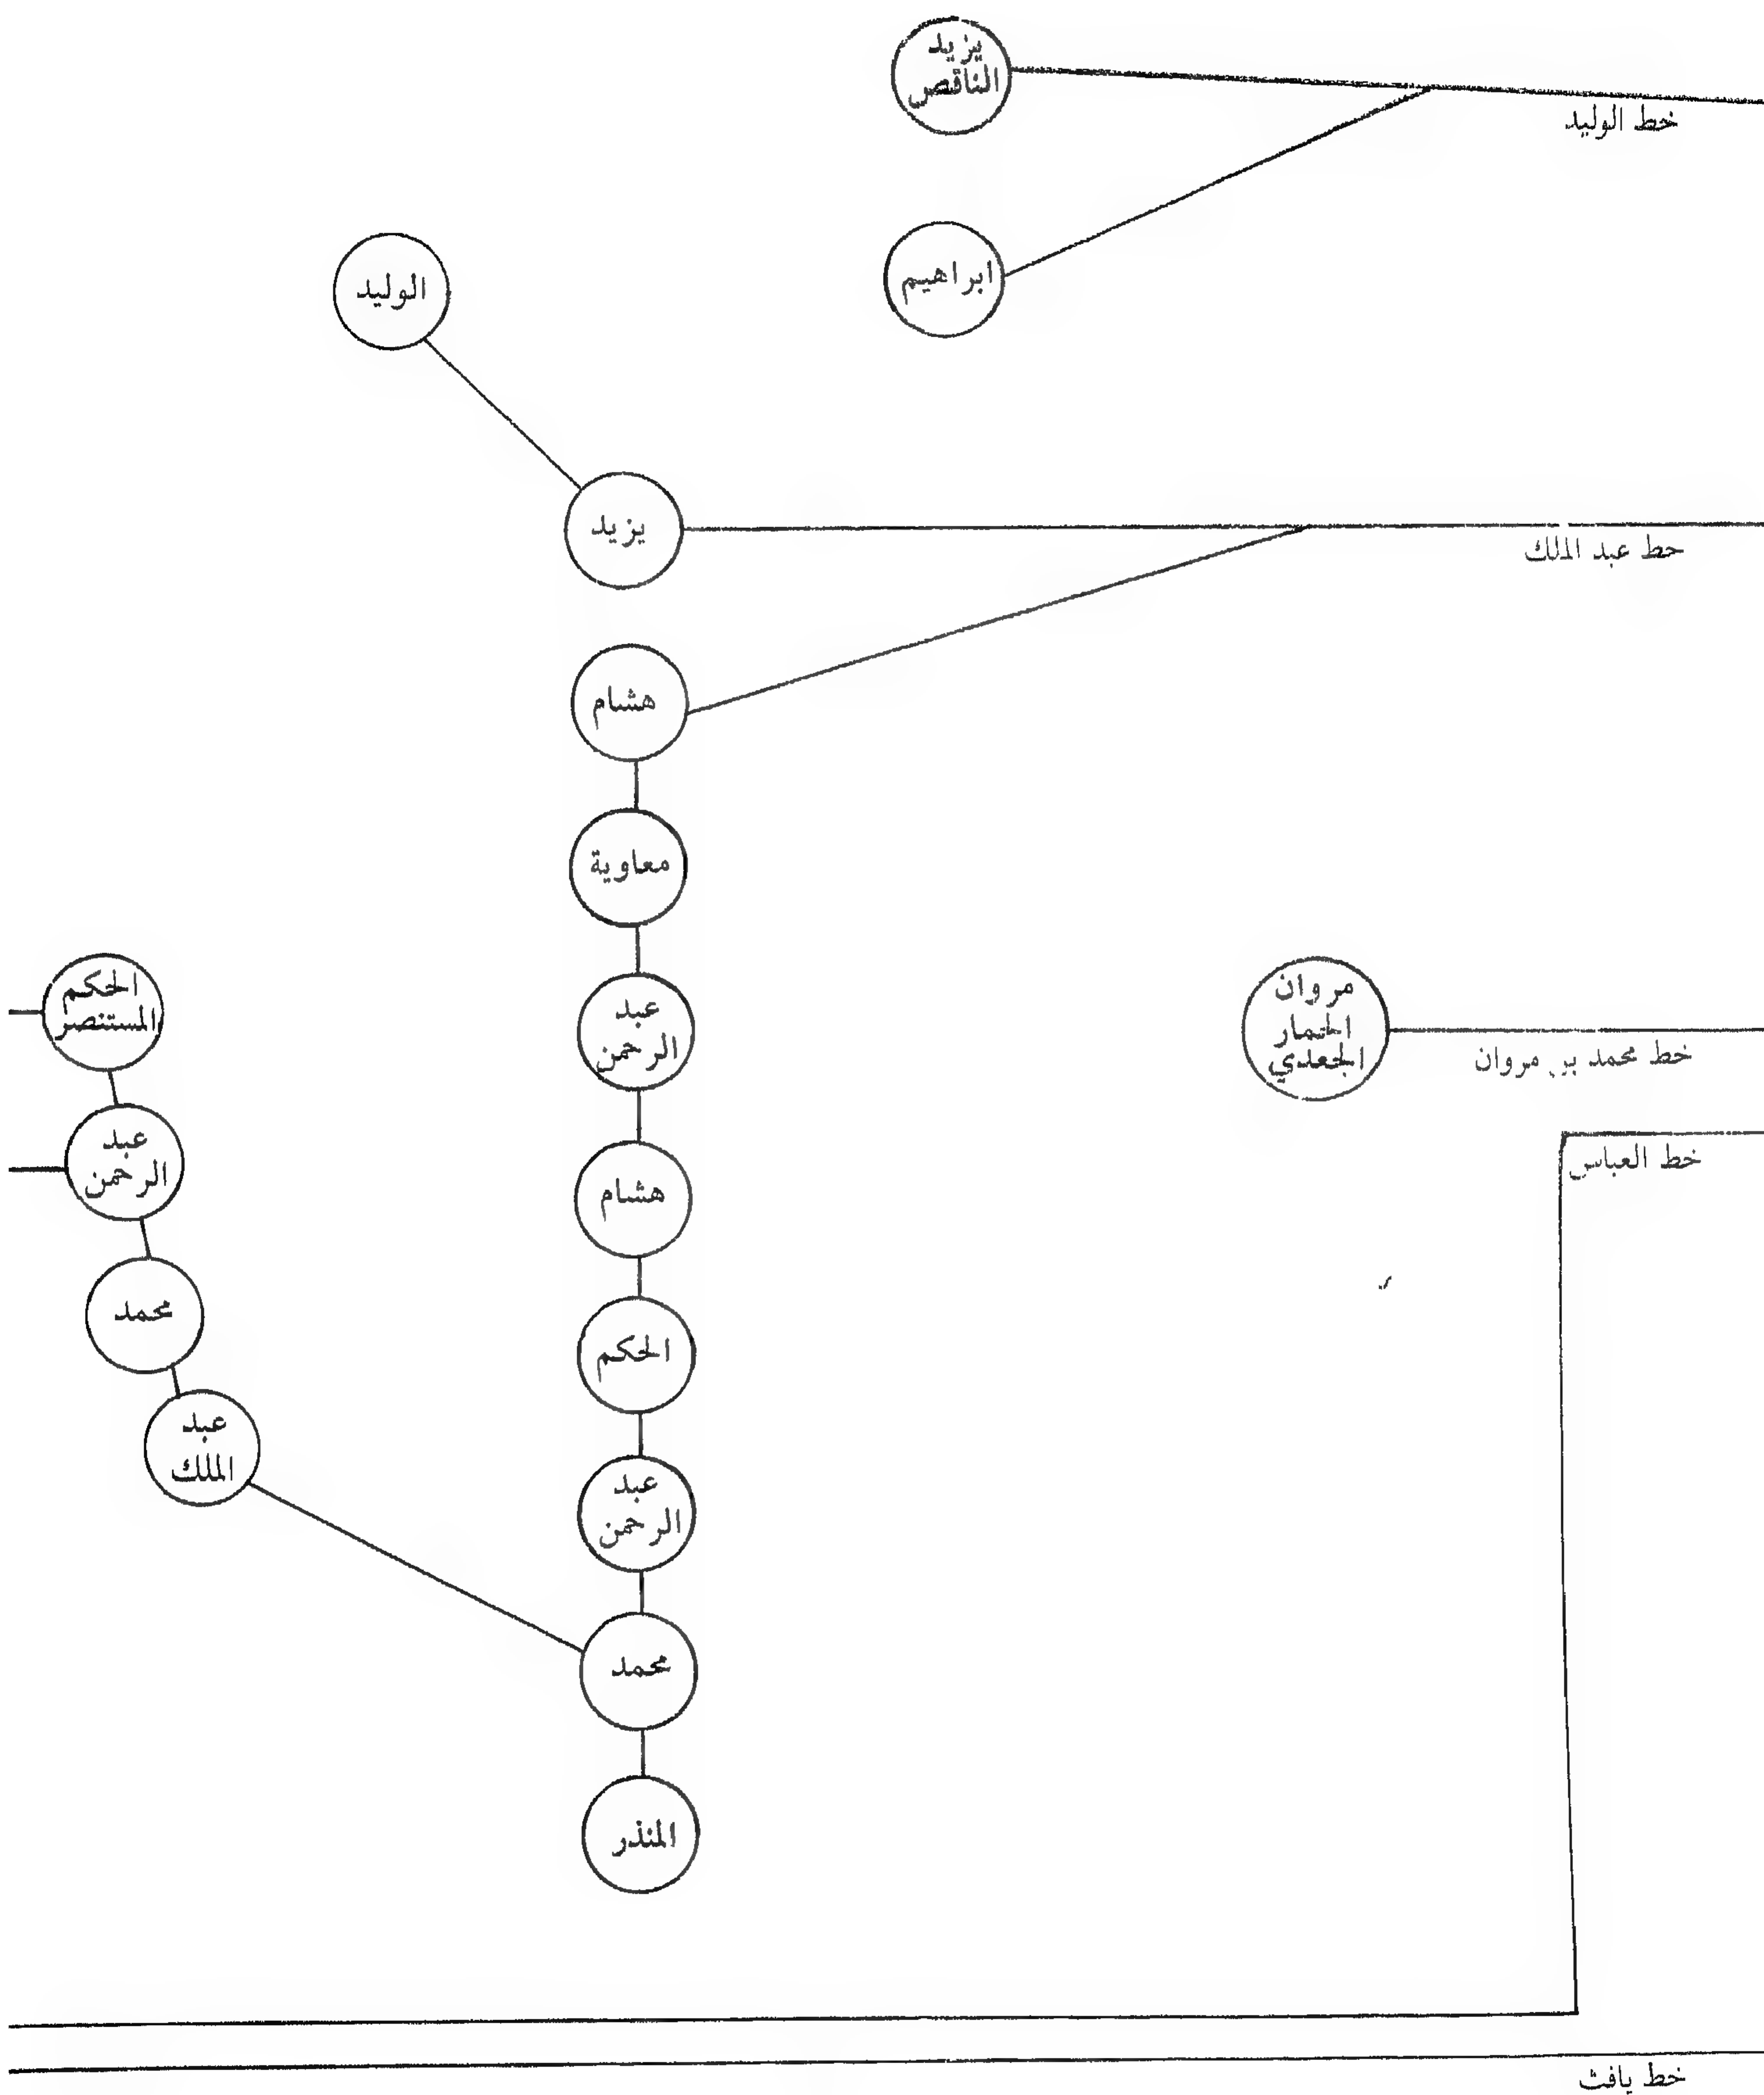 يزيد
الناقص
خط الوليد
ابراهيم
الوليد
يزيد
خط عبد الملك
هشام
معاوية
مروان
الحمار
الجعدي
خط محمد بن مروان
عبد
الرحمن
الحكم
المستنصر
خط العباس
عبد
الرحمن
هشام
محمد
الحكم
عبد
الملك
عبد
الرحمن
محمد
المنذر
خط يافث